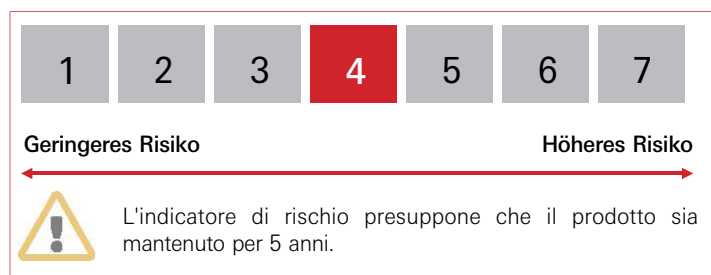 1 2 3 4 5 6 7
Geringeres Risiko Höheres Risiko
L'indicatore di rischio presuppone che il prodotto sia
mantenuto per 5 anni.